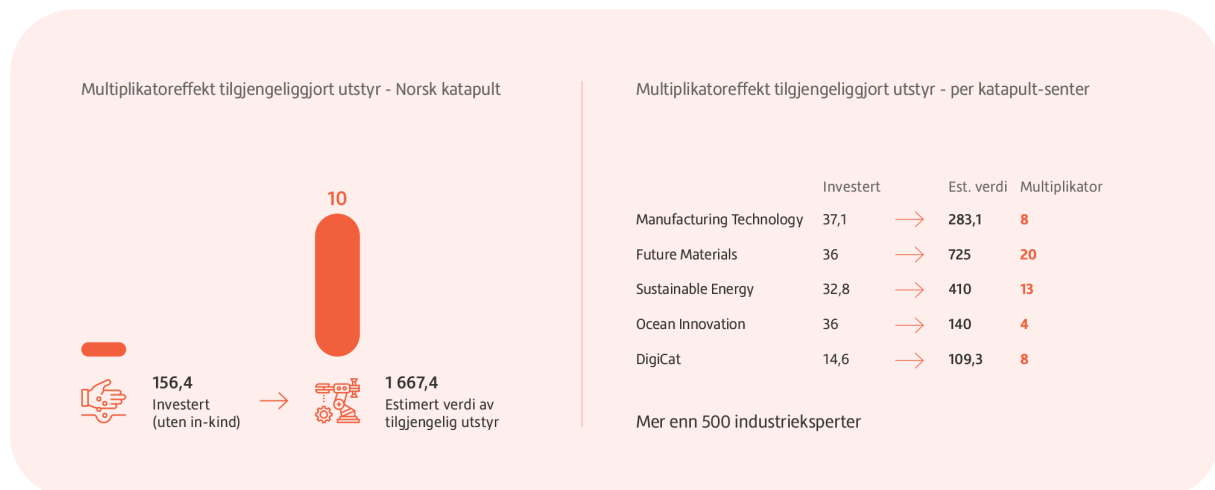 Multiplikatoreffekt tilgjengeliggjort utstyr - Norsk katapult
10
156,4
Investert
(uten in-kind)
1 667,4
Estimert verdi av
tilgjengelig utstyr
Multiplikatoreffekt tilgjengeliggjort utstyr - per katapult-senter
Investert Est. verdi Multiplikator
Manufacturing Technology 37,1 283,1 8
Future Materials 36 725 20
Sustainable Energy 32,8 410 13
Ocean Innovation 36 140 4
DigiCat 14,6 109,3 8
Mer enn 500 industrieksperter